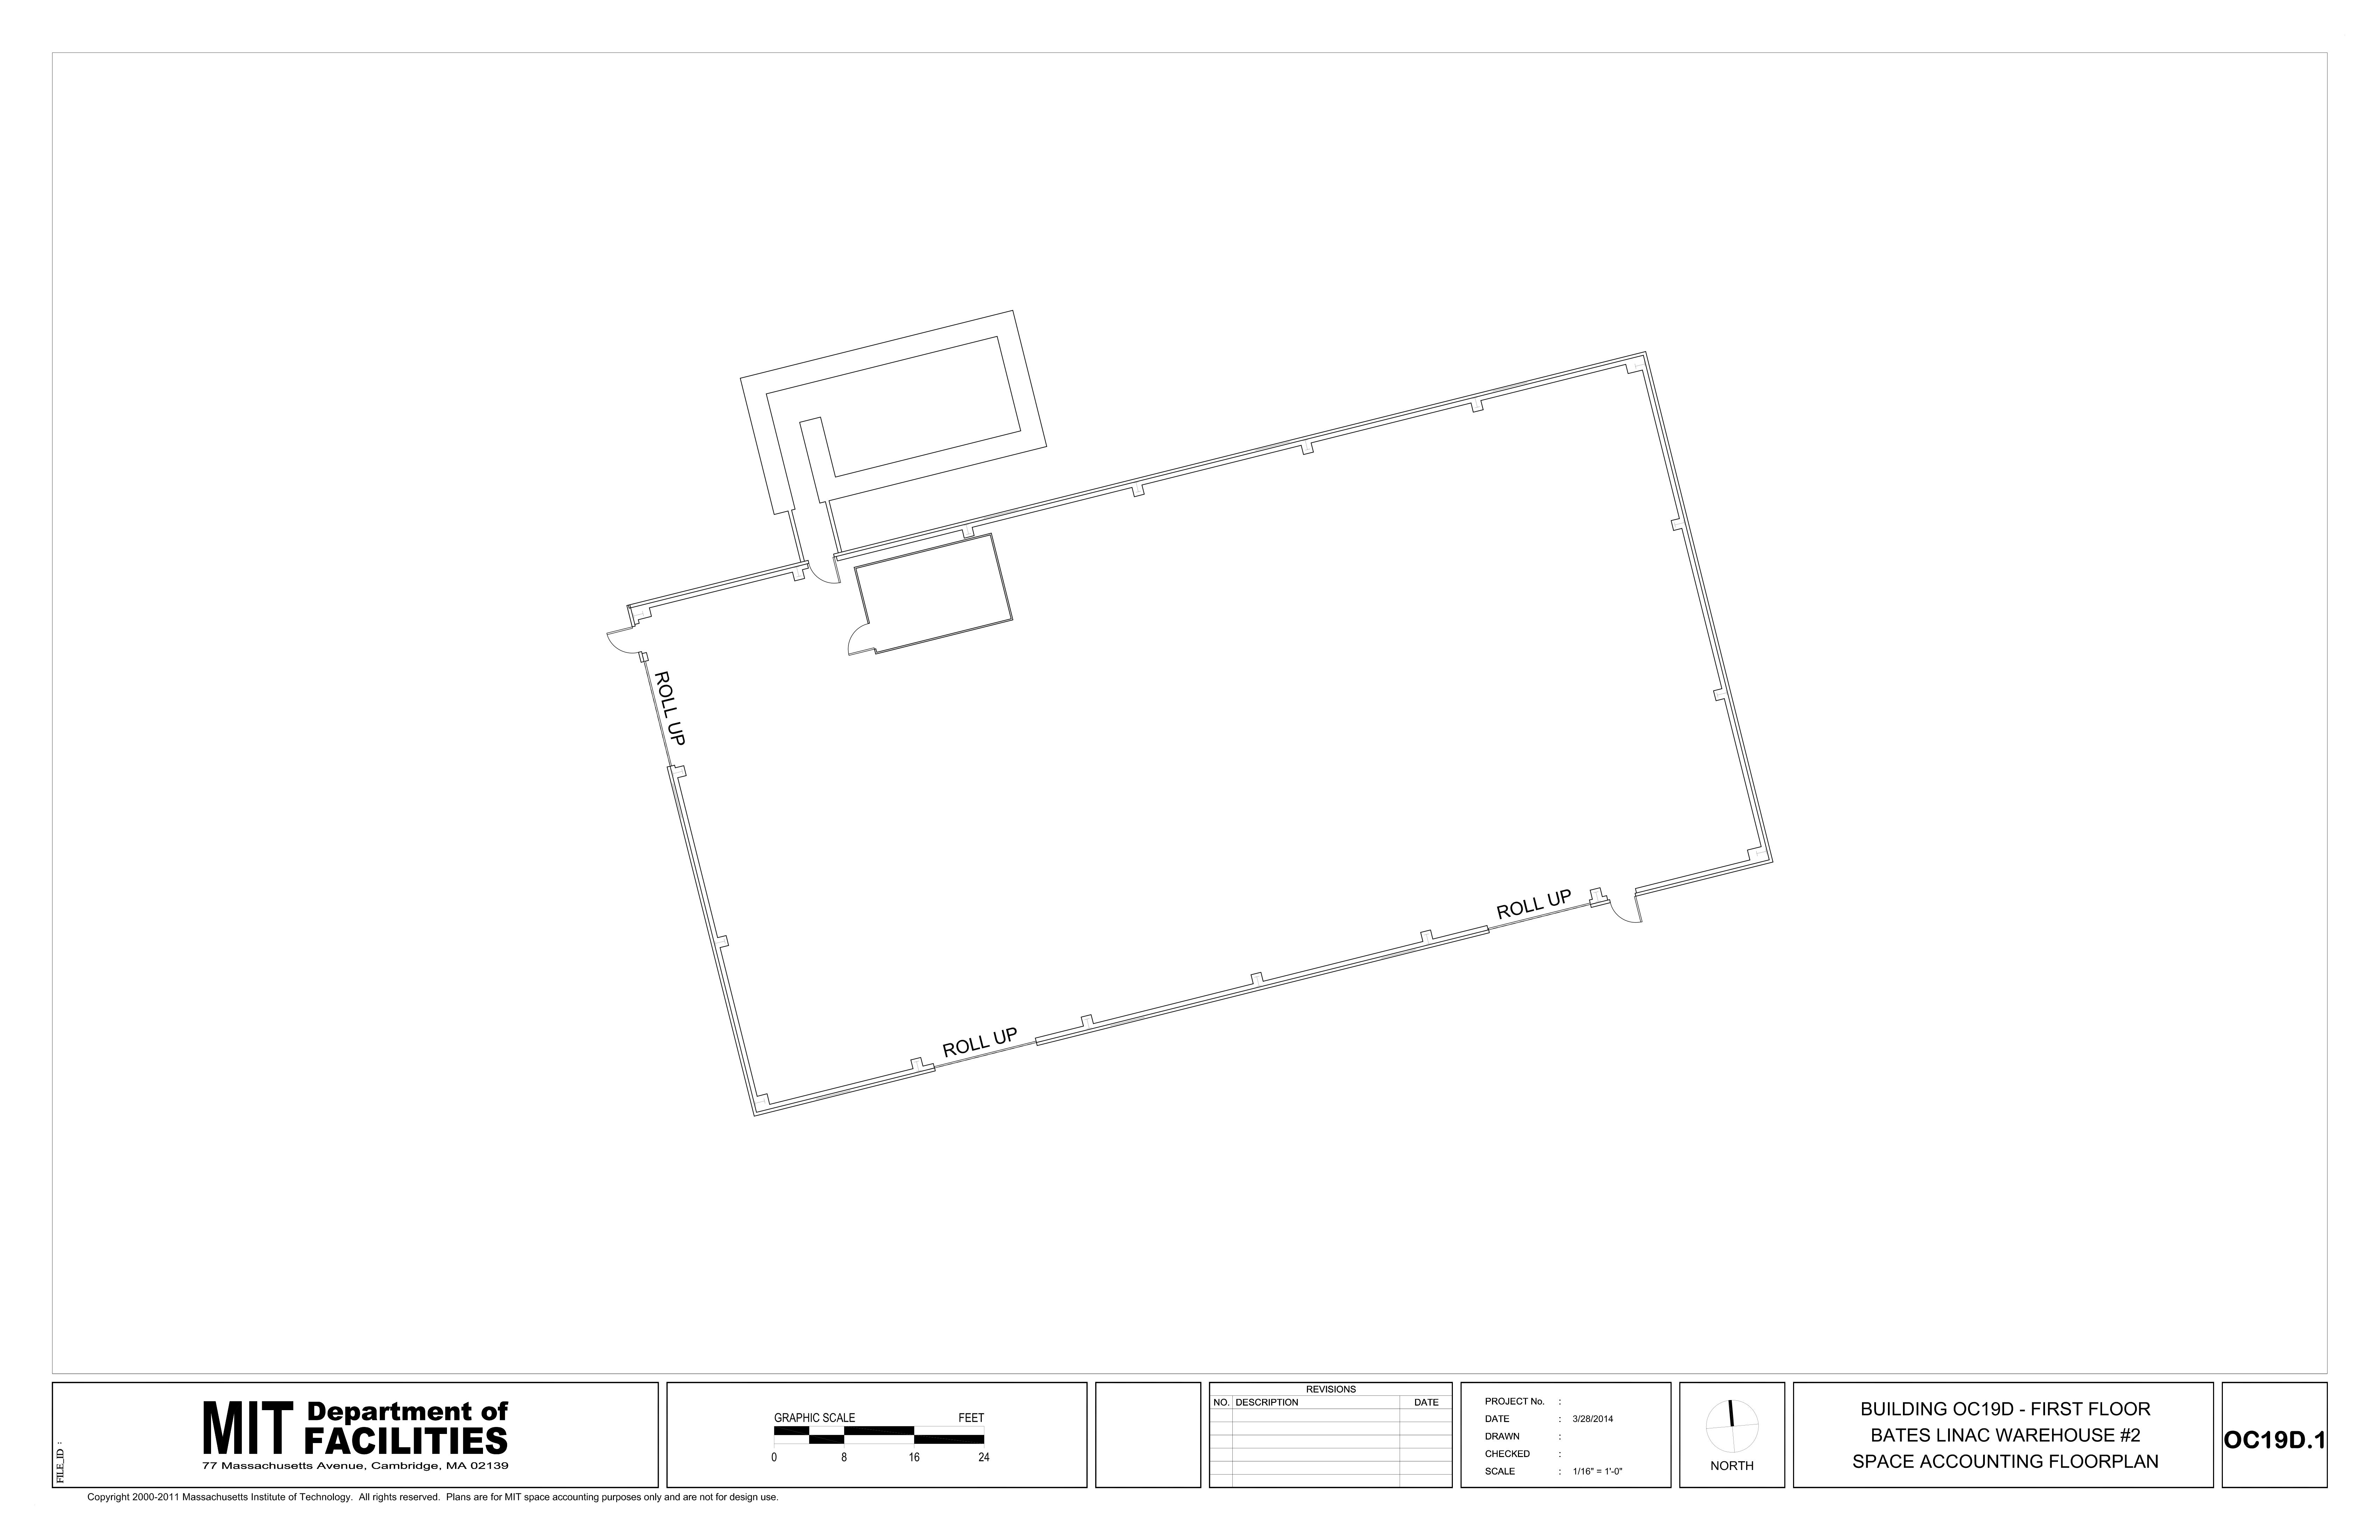 ROLL UP
ROLL UP
ROLL UP
FILE_ID :
MIT Department of
FACILITIES
77 Massachusetts Avenue, Cambridge, MA 02139
GRAPHIC SCALE FEET
0 8 16 24
REVISIONS
NO. DESCRIPTION DATE
PROJECT No. :
DATE : 3/28/2014
DRAWN :
CHECKED :
SCALE : 1/16" = 1'-0"
NORTH
BUILDING OC19D - FIRST FLOOR
BATES LINAC WAREHOUSE #2
SPACE ACCOUNTING FLOORPLAN
OC19D.1
Copyright 2000-2011 Massachusetts Institute of Technology. All rights reserved. Plans are for MIT space accounting purposes only and are not for design use.